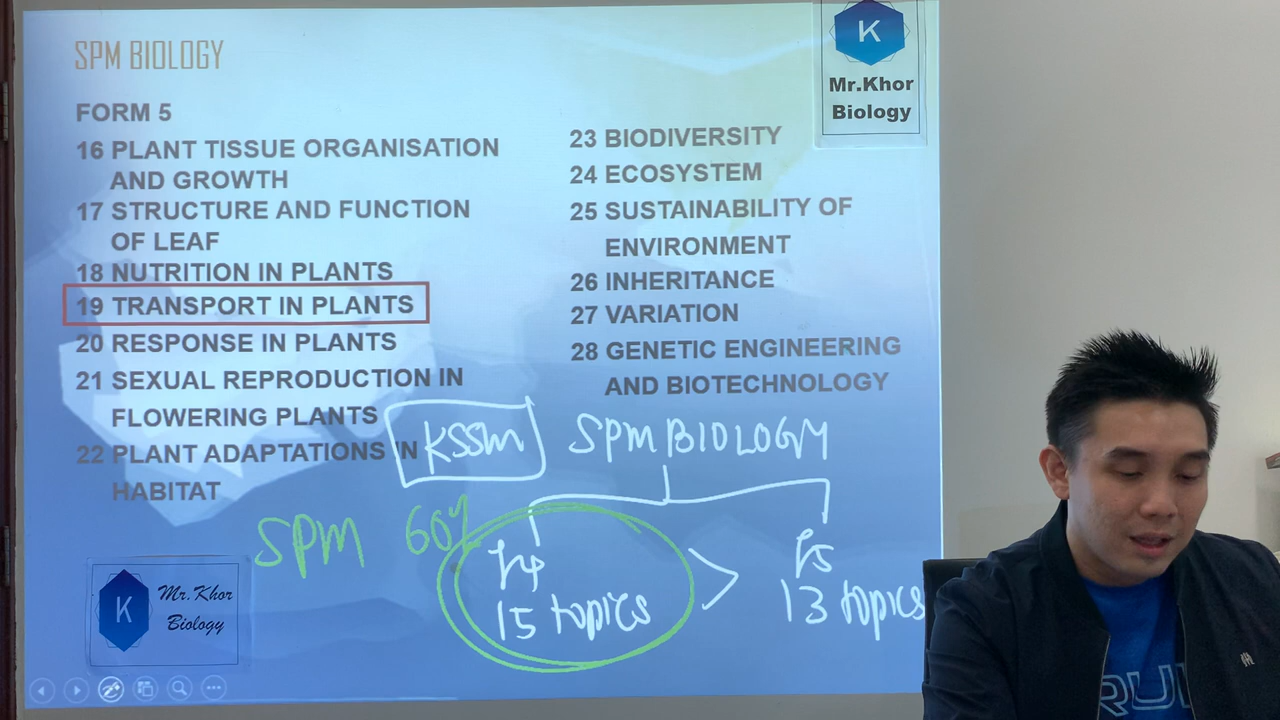 SPM BIOLOGY
FORM 5
16 PLANT TISSUE ORGANISATION
AND GROWTH
17 STRUCTURE AND FUNCTION
OF LEAF
18 NUTRITION IN PLANTS
19 TRANSPORT IN PLANTS
20 RESPONSE IN PLANTS
21 SEXUAL REPRODUCTION IN
FLOWERING PLANTS
22 PLANT ADAPTATIONS IN
HABITAT
23 BIODIVERSITY
24 ECOSYSTEM
25 SUSTAINABILITY OF
ENVIRONMENT
26 INHERITANCE
27 VARIATION
28 GENETIC ENGINEERING
AND BIOTECHNOLOGY
K
Mr.Khor
Biology
KSSM SPM BIOLOGY
SPM 60%
F4
15 topics
>
F5
13 topics
K
Mr.Khor
Biology